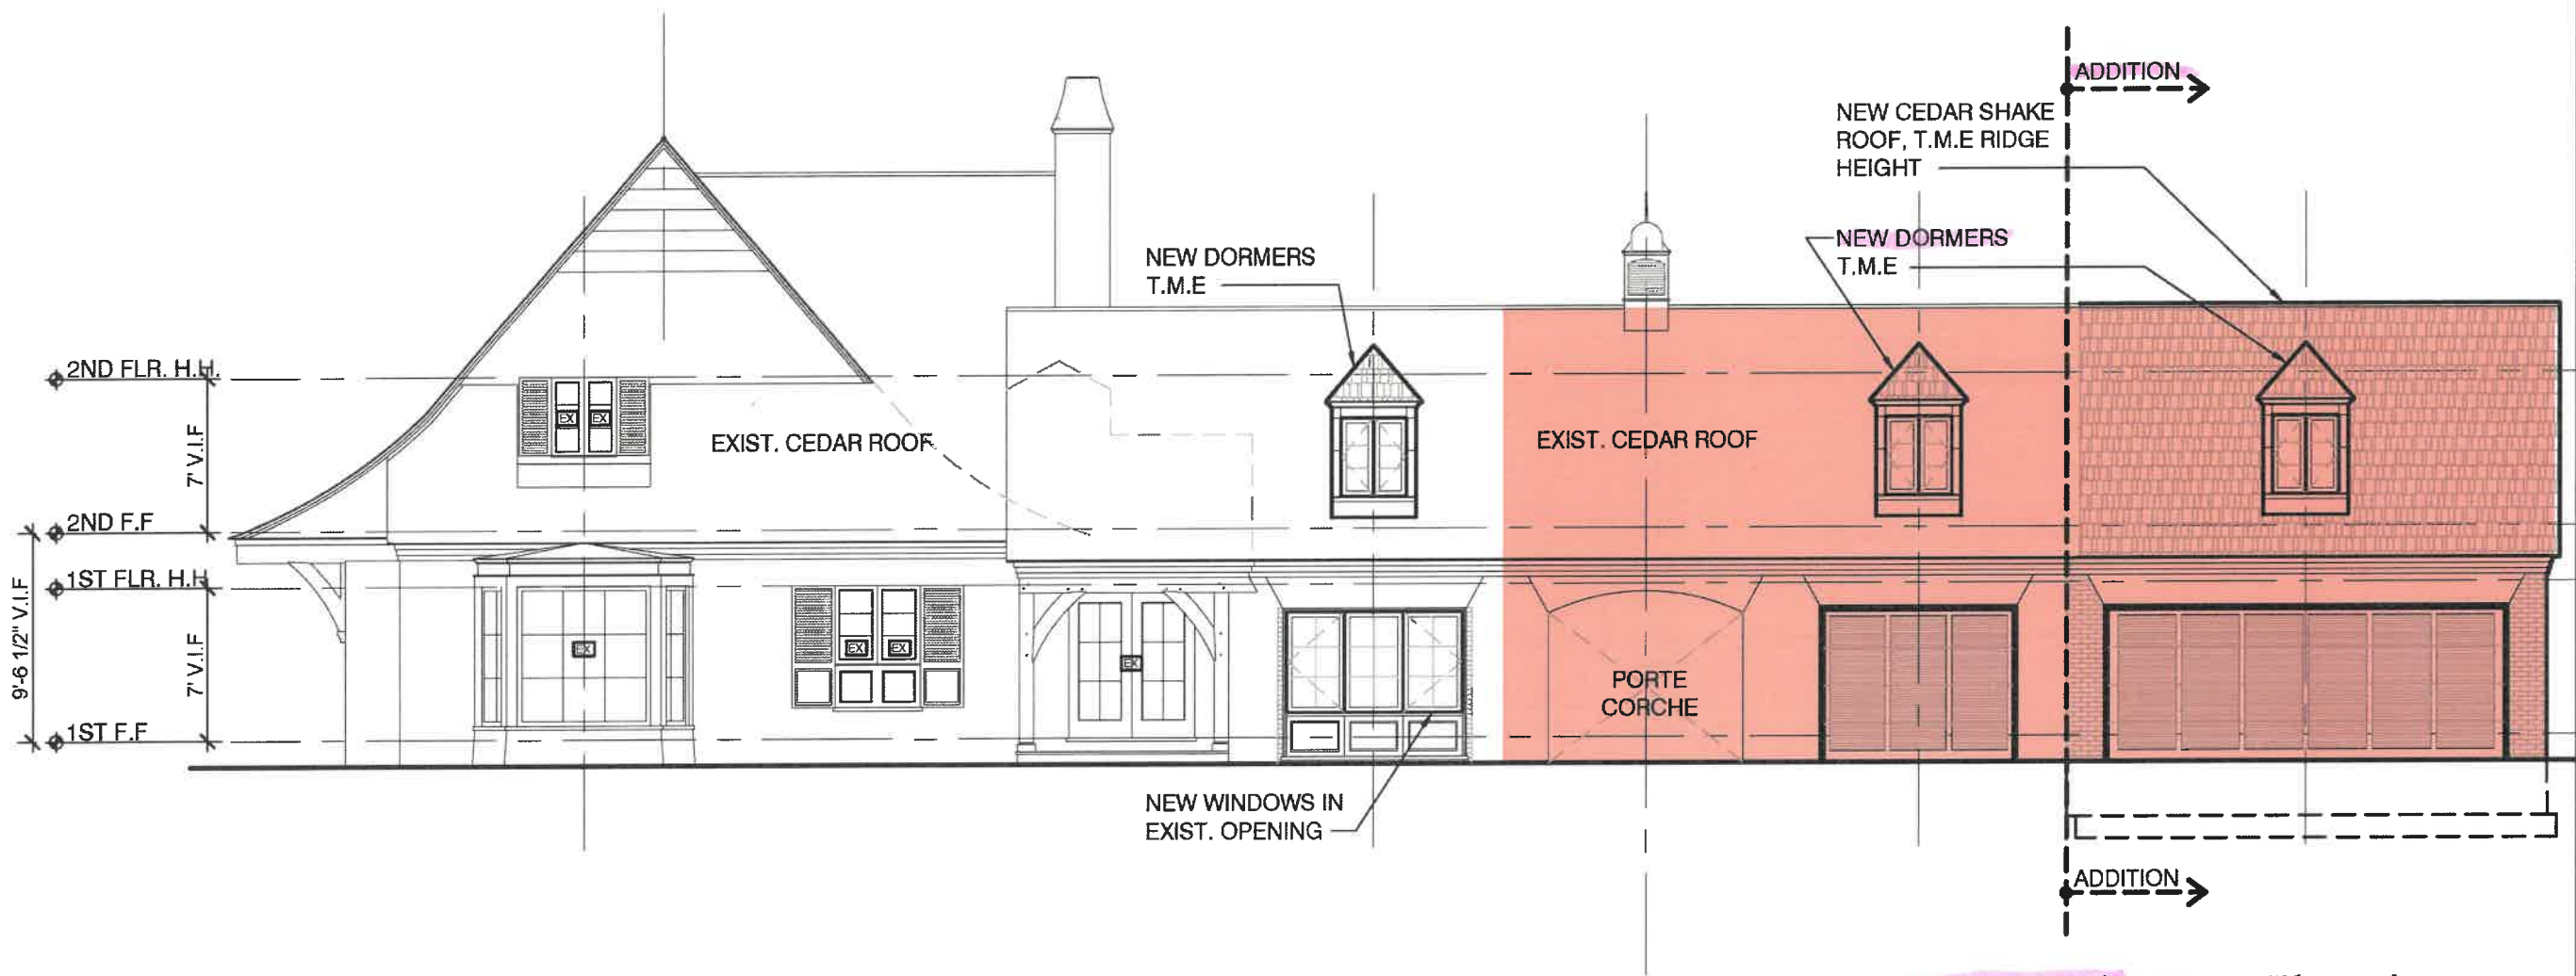 ADDITION
NEW CEDAR SHAKE
ROOF, T.M.E RIDGE
HEIGHT
NEW DORMERS
T.M.E
NEW DORMERS
T.M.E
2ND FLR. H.H.
EX
EX
EXIST. CEDAR ROOF
EXIST. CEDAR ROOF
7' V.I.F
2ND F.F
1ST FLR. H.H
9'-6 1/2" V.I.F
7' V.I.F
EX
EX
EX
EX
PORTE
CORCHE
1ST F.F
NEW WINDOWS IN
EXIST. OPENING
ADDITION